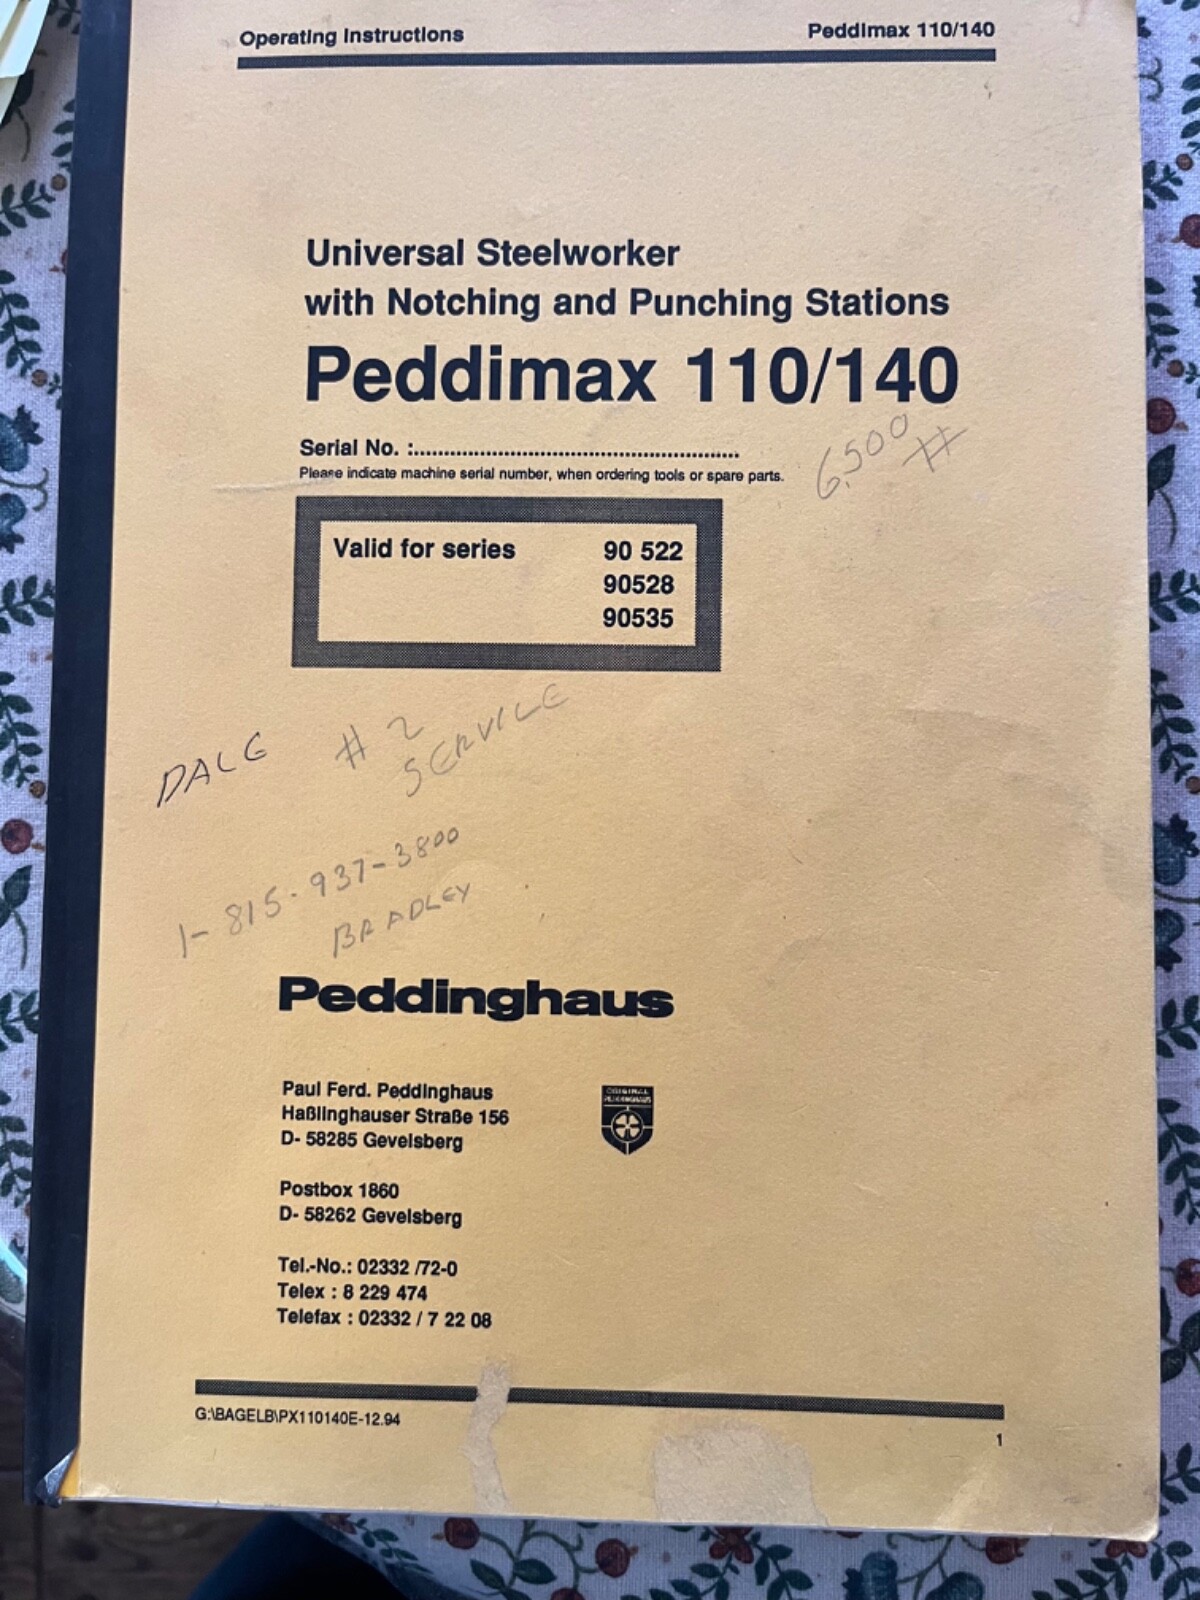 Operating Instructions Peddimax 110/140
Universal Steelworker
with Notching and Punching Stations
Peddimax 110/140
Serial No. :............................................................
Please indicate machine serial number, when ordering tools or spare parts.
6,500 #
Valid for series 90 522
90528
90535
DALE # 2
SERVICE
1-815-937-3800
BRADLEY
Peddinghaus
Paul Ferd. Peddinghaus
Haßlinghauser Straße 156
D- 58285 Gevelsberg
ORIGINAL
PEDDINGHAUS
Postbox 1860
D- 58262 Gevelsberg
Tel.-No.: 02332 /72-0
Telex : 8 229 474
Telefax : 02332 / 7 22 08
G:\BAGELB\PX110140E-12.94
1